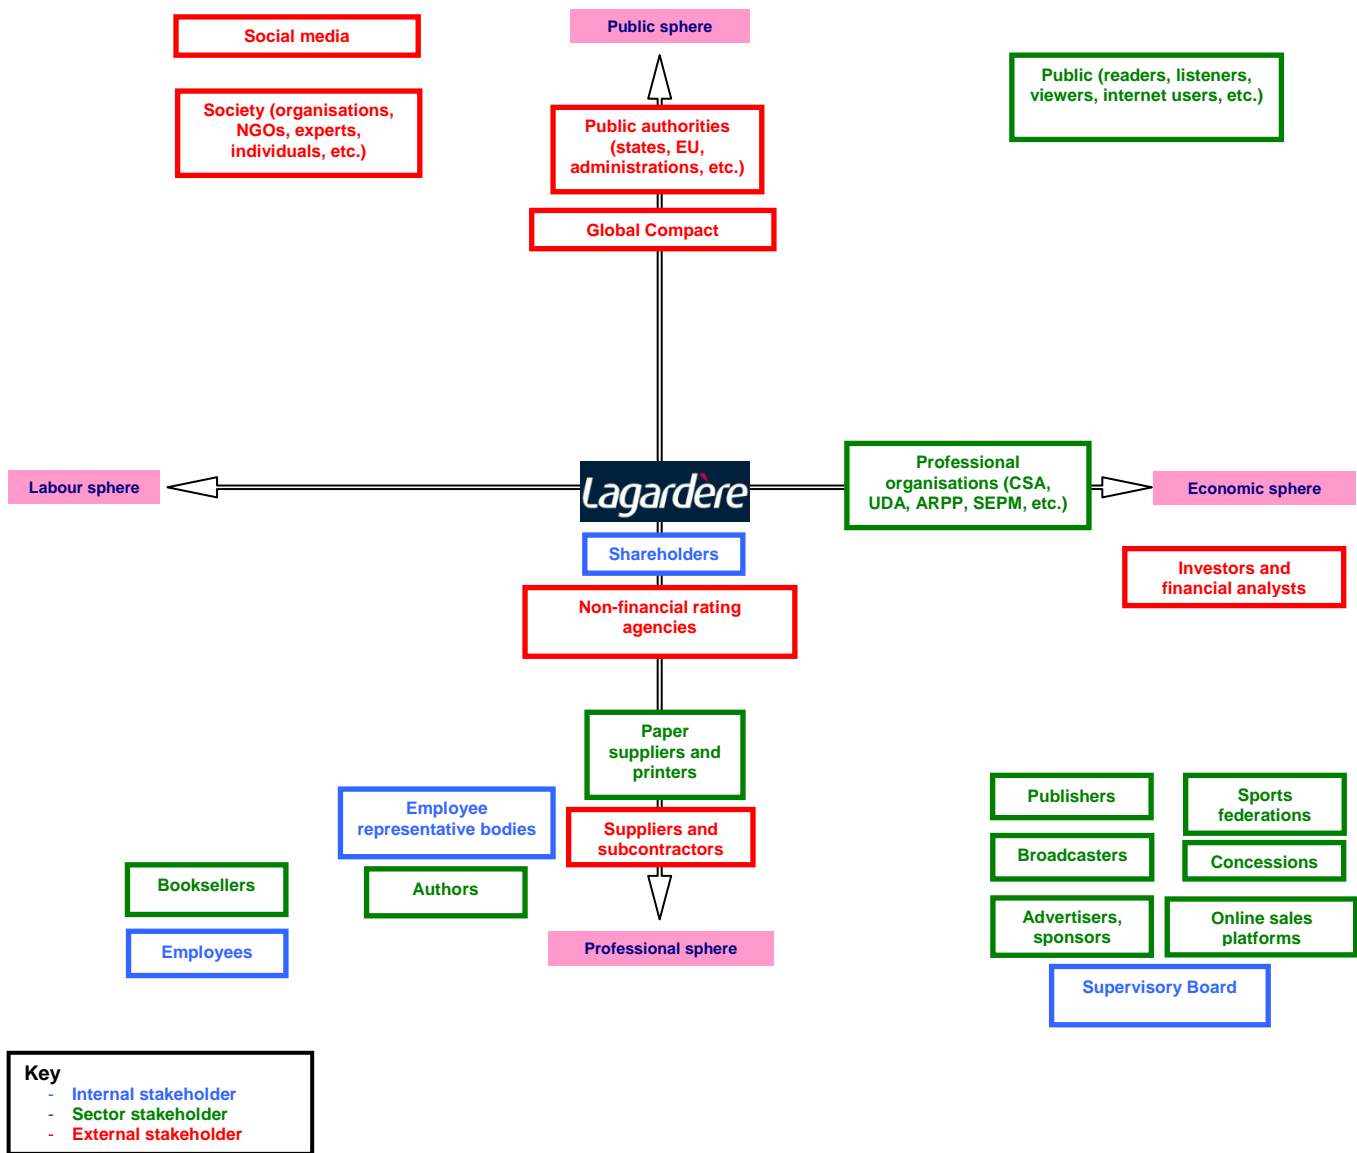 Social media
Public sphere
Public (readers, listeners,
viewers, internet users, etc.)
Society (organisations,
NGOs, experts,
individuals, etc.)
Public authorities
(states, EU,
administrations, etc.)
Global Compact
Labour sphere
Lagardère
Professional
organisations (CSA,
UDA, ARPP, SEPM, etc.)
Economic sphere
Shareholders
Investors and
financial analysts
Non-financial rating
agencies
Paper
suppliers and
printers
Employee
representative bodies
Suppliers and
subcontractors
Publishers
Sports
federations
Broadcasters
Concessions
Booksellers
Authors
Advertisers,
sponsors
Online sales
platforms
Employees
Professional sphere
Supervisory Board
Key
- Internal stakeholder
- Sector stakeholder
- External stakeholder